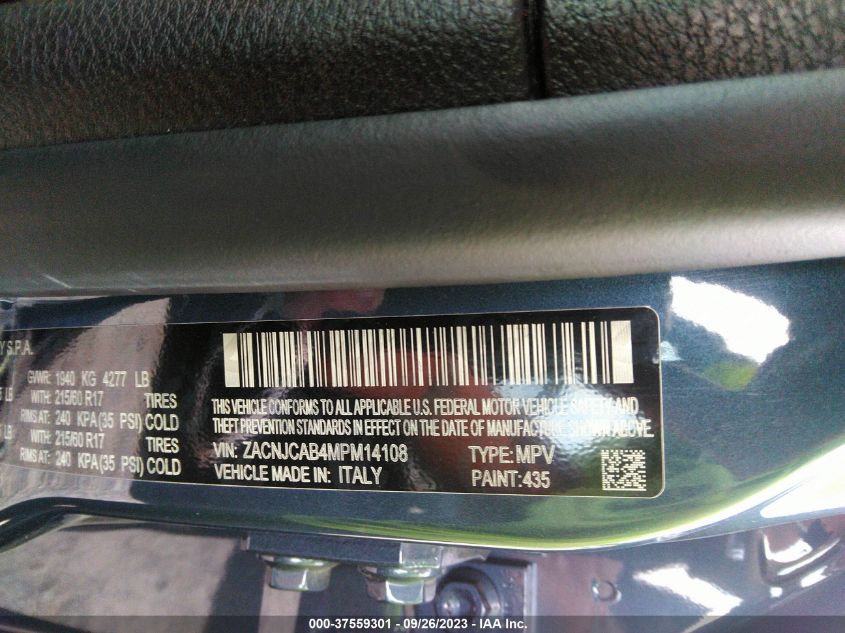 Y S.P.A.
GVWR: 1940 KG 4277 LB
LB WITH: 215/60 R17 TIRES
RIMS AT: 240 KPA(35 PSI) COLD
LB WITH: 215/60 R17 TIRES
RIMS AT: 240 KPA(35 PSI) COLD
THIS VEHICLE CONFORMS TO ALL APPLICABLE U.S. FEDERAL MOTOR VEHICLE SAFETY AND
THEFT PREVENTION STANDARDS IN EFFECT ON THE DATE OF MANUFACTURE SHOWN ABOVE.
VIN: ZACNJCAB4MPM14108 TYPE: MPV
VEHICLE MADE IN ITALY PAINT: 435
000-37559301 - 09/26/2023 - IAA Inc.